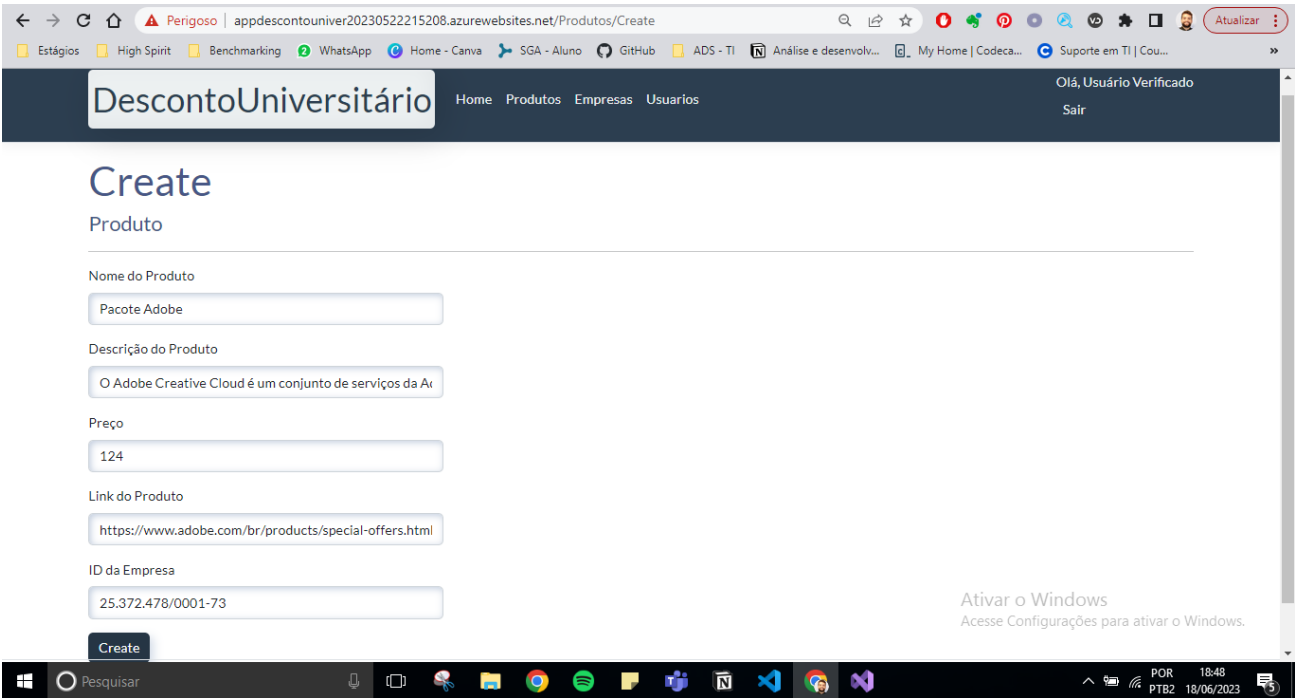 Perigoso | appdescontouniver20230522215208.azurewebsites.net/Produtos/Create
Atualizar
Estágios High Spirit Benchmarking WhatsApp Home - Canva SGA - Aluno GitHub ADS - TI Análise e desenvolv... My Home | Codeca... Suporte em TI | Cou... »
DescontoUniversitário Home Produtos Empresas Usuarios
Olá, Usuário Verificado
Sair
Create
Produto
Nome do Produto
Pacote Adobe
Descrição do Produto
O Adobe Creative Cloud é um conjunto de serviços da
Preço
124
Link do Produto
https://www.adobe.com/br/products/special-offers.html
ID da Empresa
25.372.478/0001-73
Create
Ativar o Windows
Acesse Configurações para ativar o Windows.
Pesquisar
POR
PTB2
18:48
18/06/2023
5